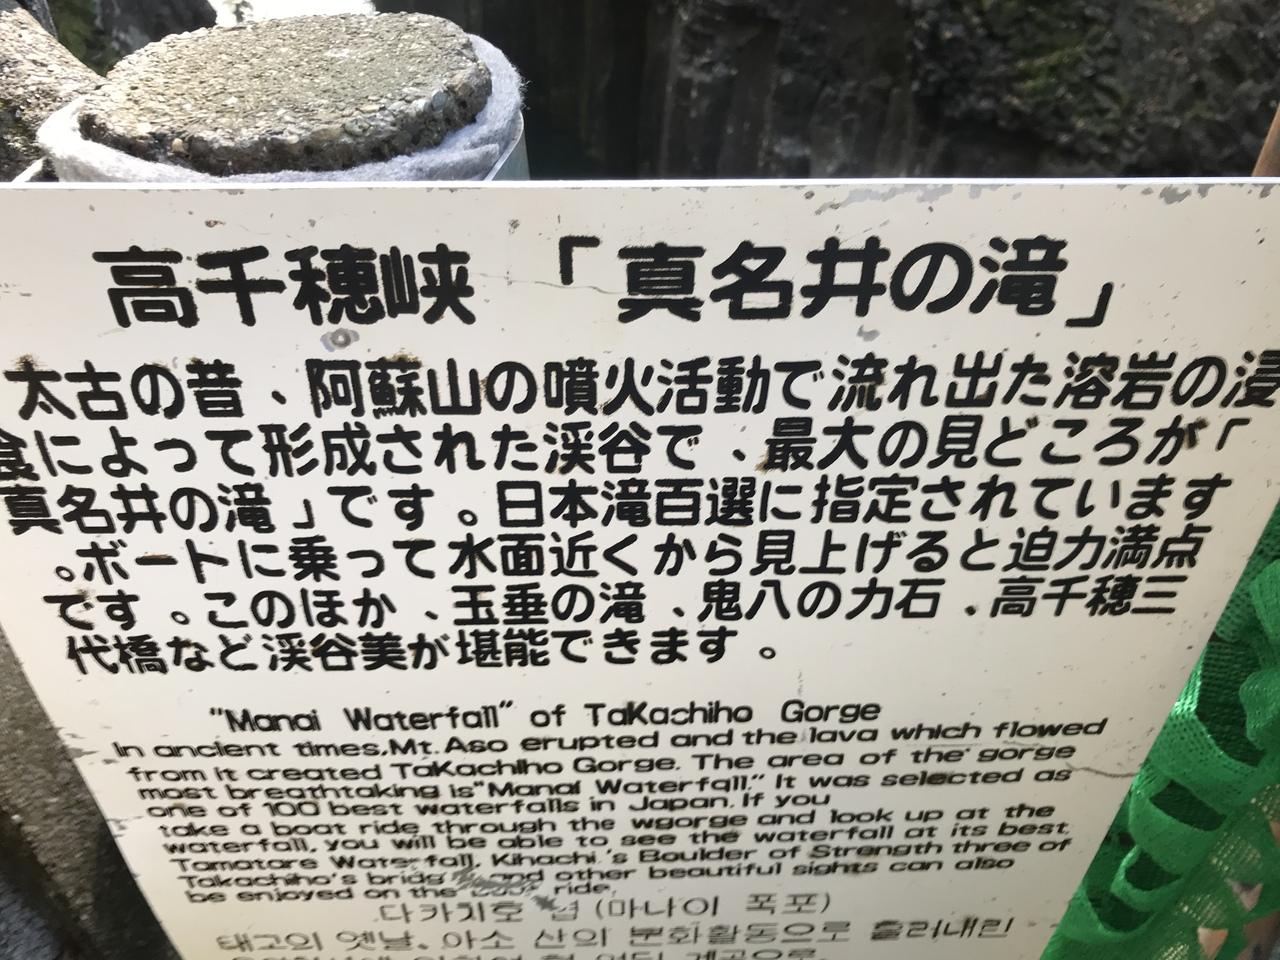 高千穂峡 「真名井の滝」
太古の昔、阿蘇山の噴火活動で流れ出た溶岩の浸
食によって形成された渓谷で、最大の見どころが「
真名井の滝」です。日本滝百選に指定されています
。ボートに乗って水面近くから見上げると迫力満点
です。このほか、玉垂の滝、鬼八の力石、高千穂三
代橋など渓谷美が堪能できます。
"Manai Waterfall" of TaKachiho Gorge
In ancient times,Mt.Aso erupted and the lava which flowed
from it created TaKachiho Gorge. The area of the gorge
most breathtaking is"Manai Waterfall." It was selected as
one of 100 best waterfalls in Japan. If you
take a boat ride through the wgorge and look up at the
waterfall, you will be able to see the waterfall at its best.
Tamatare Waterfall, Kihachi's Boulder of Strength three of
Takachiho's bridg and other beautiful sights can also
be enjoyed on the ride.
다카치호 협 (마나이 폭포)
태고의 옛날, 아소 산의 분화활동으로 흘러내린